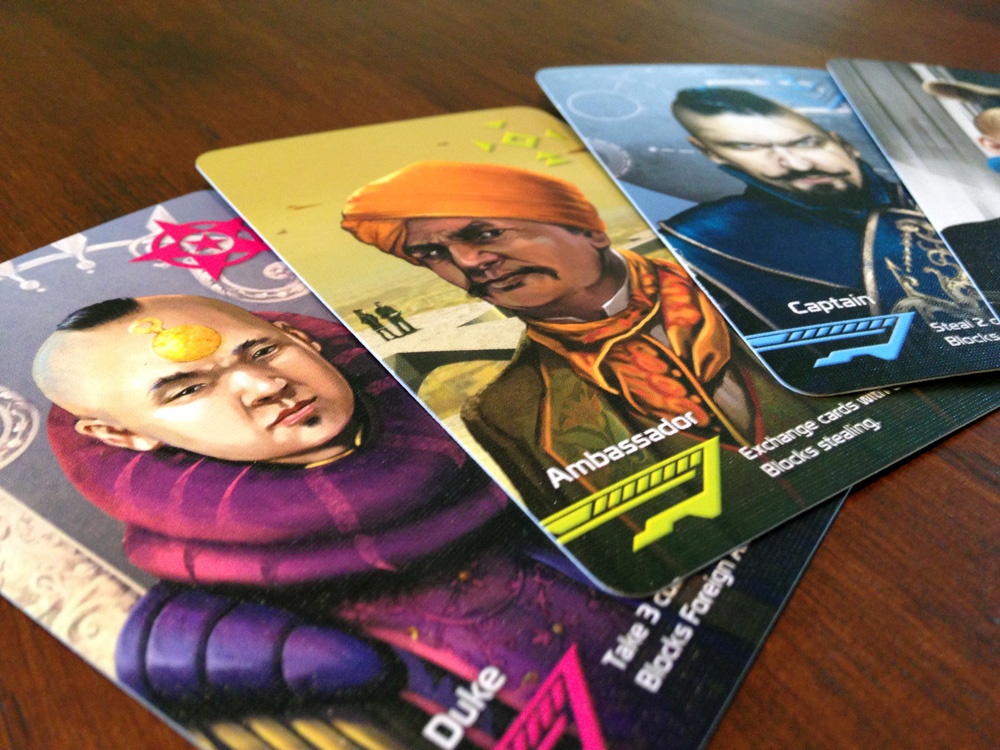 Duke
Take 3
Blocks Foreign
Ambassador
Exchange cards with
Blocks stealing.
Captain
Steal 2
Blocks